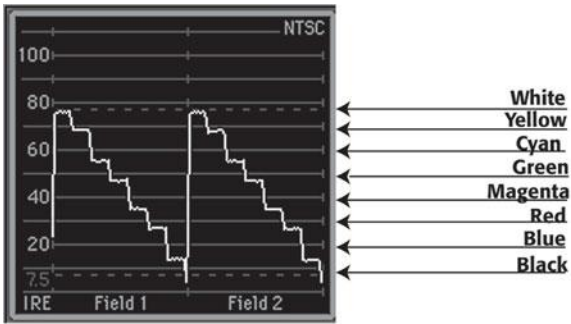 NTSC
100
80
60
40
20
7.5
IRE Field 1 Field 2
White
Yellow
Cyan
Green
Magenta
Red
Blue
Black